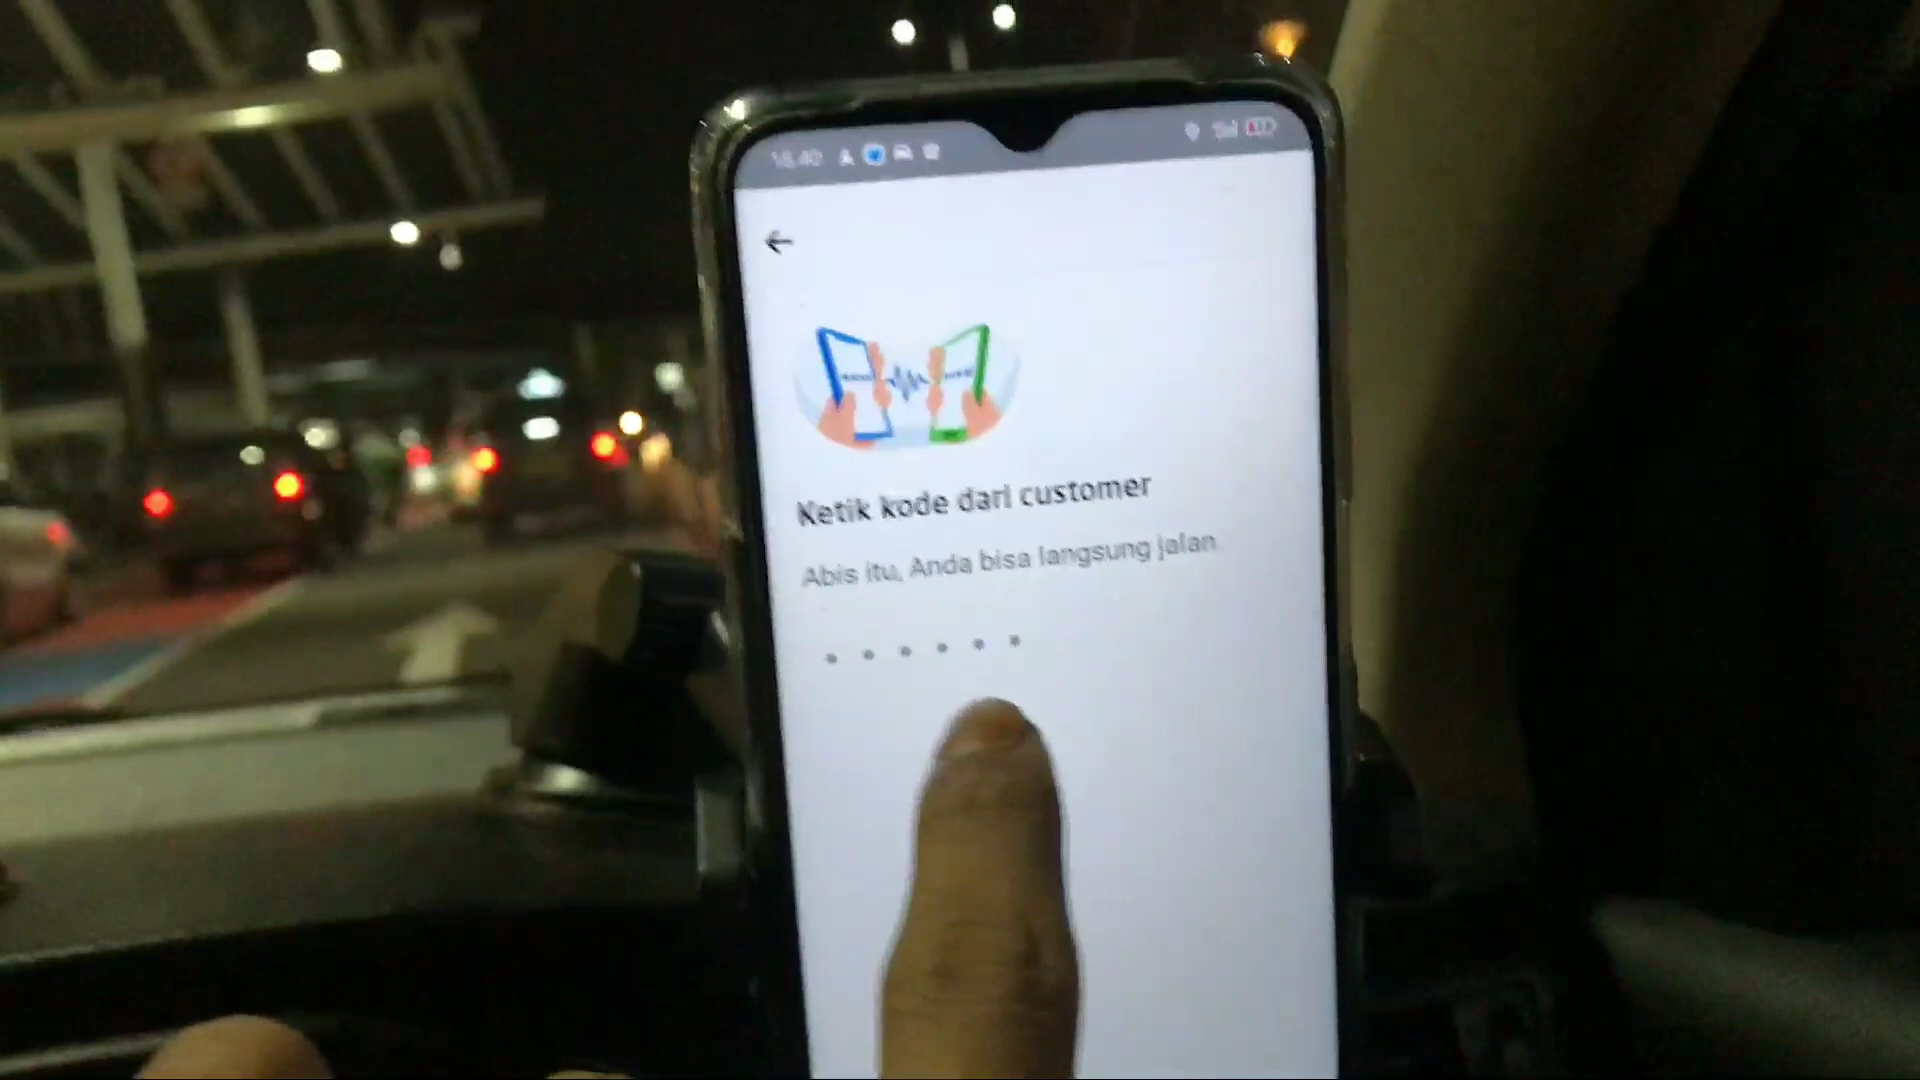 Ketik kode dari customer
Abis itu, Anda bisa langsung jalan